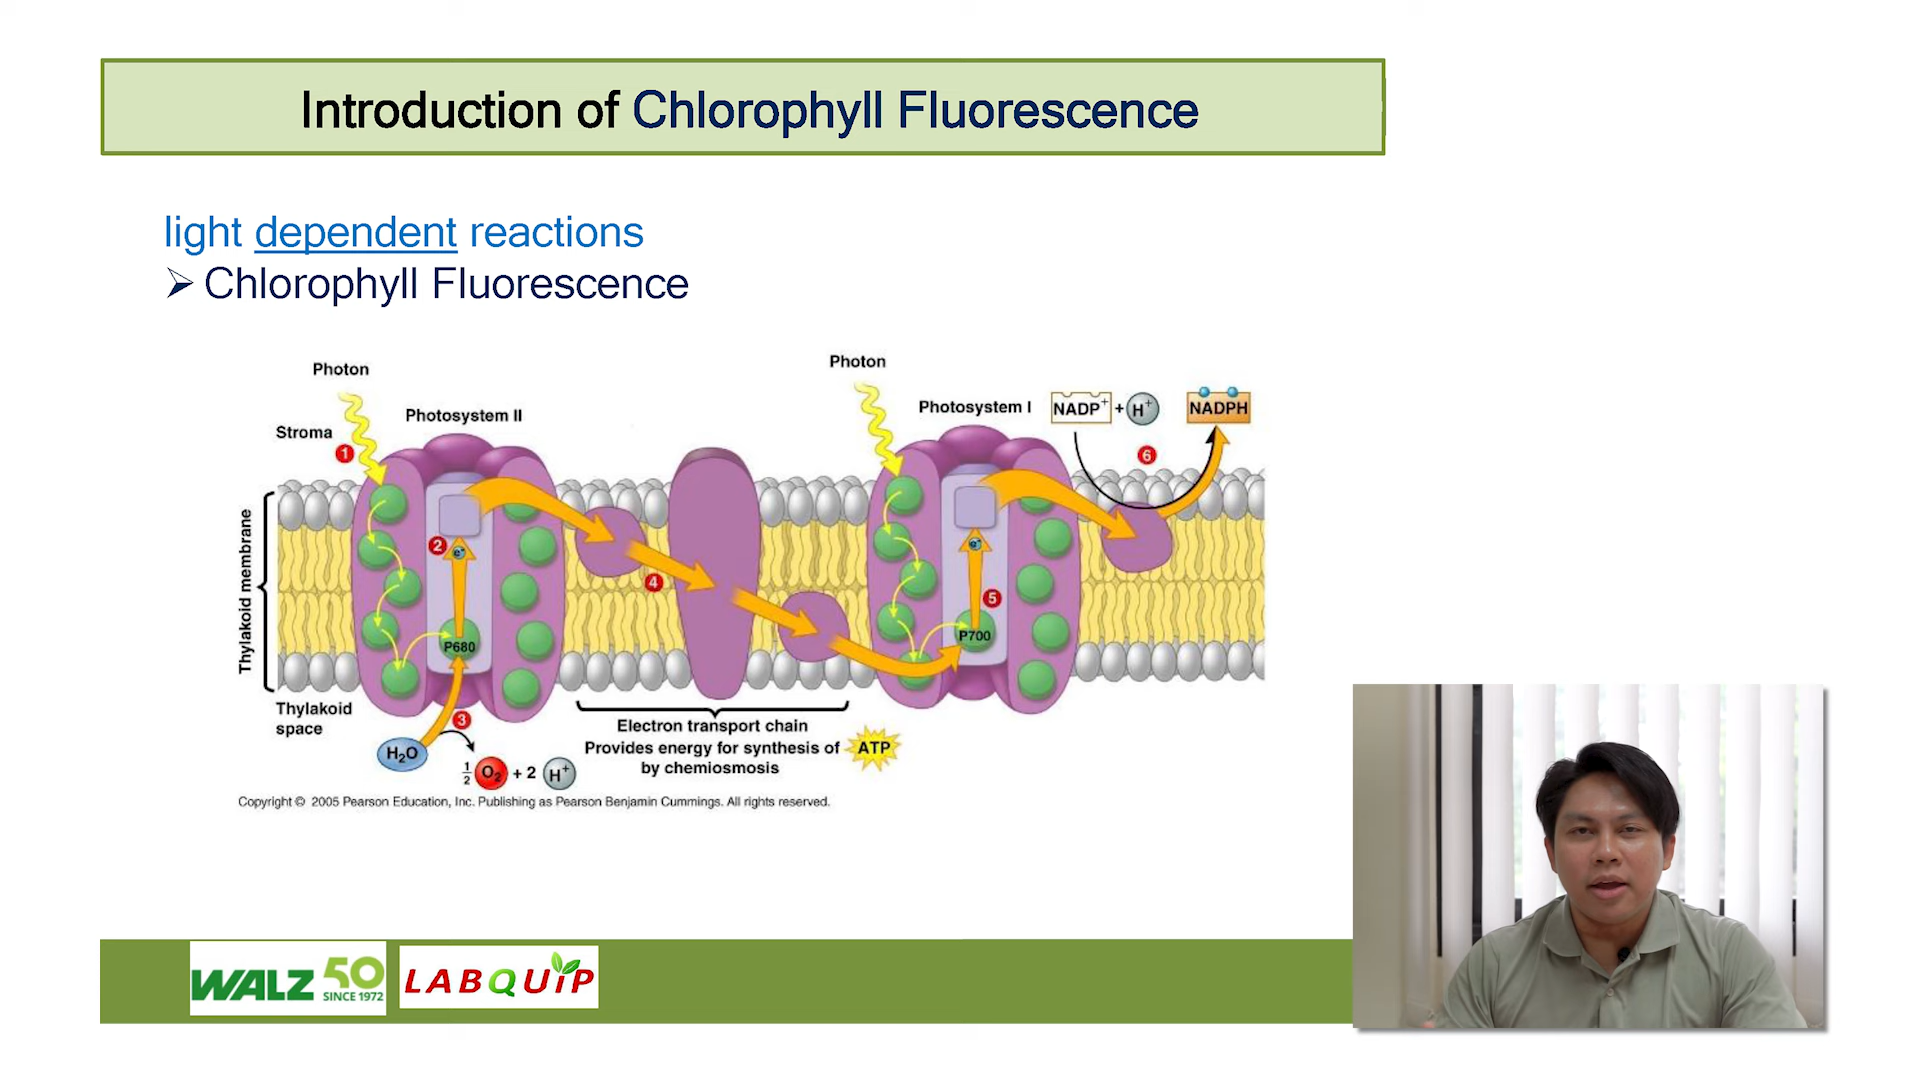 Introduction of Chlorophyll Fluorescence
light dependent reactions
➢ Chlorophyll Fluorescence
Photon
Photon
Photosystem II
Photosystem I
NADP⁺ + H⁺
NADPH
Stroma
1
6
2
e⁻
e⁻
4
5
P680
P700
Thylakoid membrane
Thylakoid
space
3
H₂O
½ O₂ + 2 H⁺
Electron transport chain
Provides energy for synthesis of ATP
by chemiosmosis
Copyright © 2005 Pearson Education, Inc. Publishing as Pearson Benjamin Cummings. All rights reserved.
WALZ 50
SINCE 1972
LABQUiP